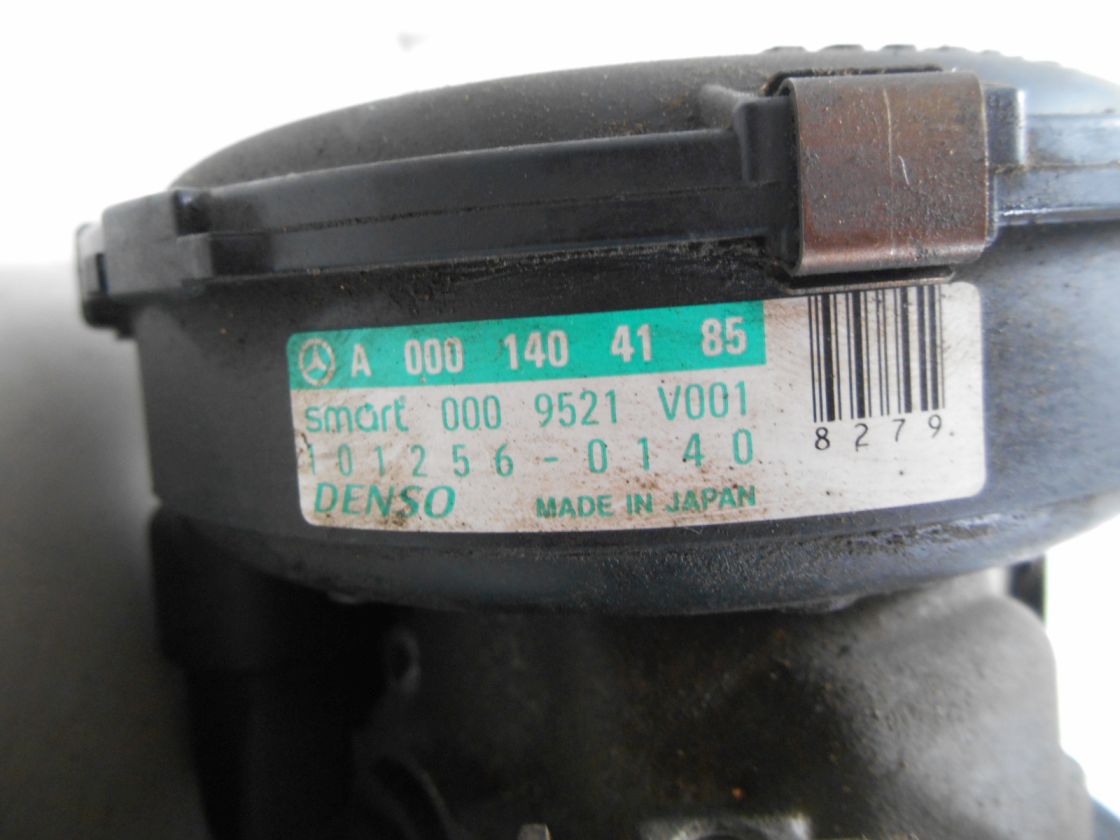 A 000 140 41 85
smart 000 9521 V001
101256-0140
DENSO MADE IN JAPAN
8279